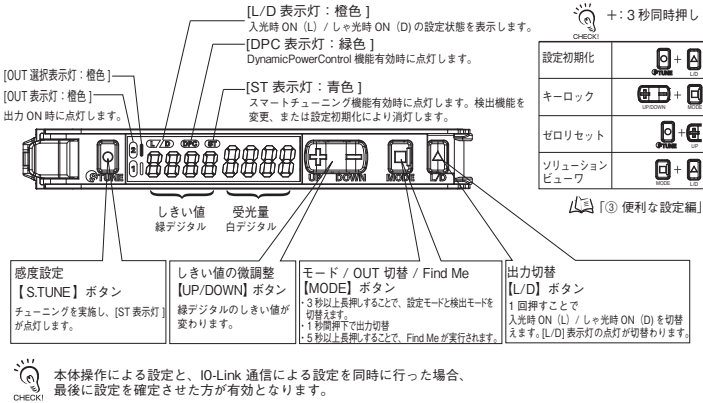 [L/D 表示灯：橙色 ]
入光時 ON（L）/ しゃ光時 ON（D）の設定状態を表示します。
[DPC 表示灯：緑色 ]
DynamicPowerControl 機能有効時に点灯します。
[OUT 選択表示灯：橙色 ]
[ST 表示灯：青色 ]
[OUT 表示灯：橙色 ]
スマートチューニング機能有効時に点灯します。検出機能を
出力 ON 時に点灯します。
変更、または設定初期化により消灯します。
CHECK!
+：3 秒同時押し
設定初期化
TUNE
+
L/D
キーロック
UP/DOWN
+
MODE
ゼロリセット
TUNE
+
UP
ソリューション
ビューワ
MODE
+
L/D
「③ 便利な設定編」
L/D DPC ST
2
1
TUNE
8888 8888
UP DOWN
MODE
L/D
しきい値
緑デジタル
受光量
白デジタル
感度設定
【 S.TUNE 】ボタン
チューニングを実施し、[ST 表示灯 ]
が点灯します。
しきい値の微調整
【UP/DOWN】ボタン
緑デジタルのしきい値が
変わります。
モード / OUT 切替 / Find Me
【MODE】ボタン
・3 秒以上長押しすることで、設定モードと検出モードを
切替えます。
・1 秒間押下で出力切替
・5 秒以上長押しすることで、Find Me が実行されます。
出力切替
【L/D】ボタン
1 回押すことで
入光時 ON（L）/ しゃ光時 ON（D）を切替
えます。[L/D] 表示灯の点灯が切替わります。
CHECK!
本体操作による設定と、IO-Link 通信による設定を同時に行った場合、
最後に設定を確定させた方が有効となります。